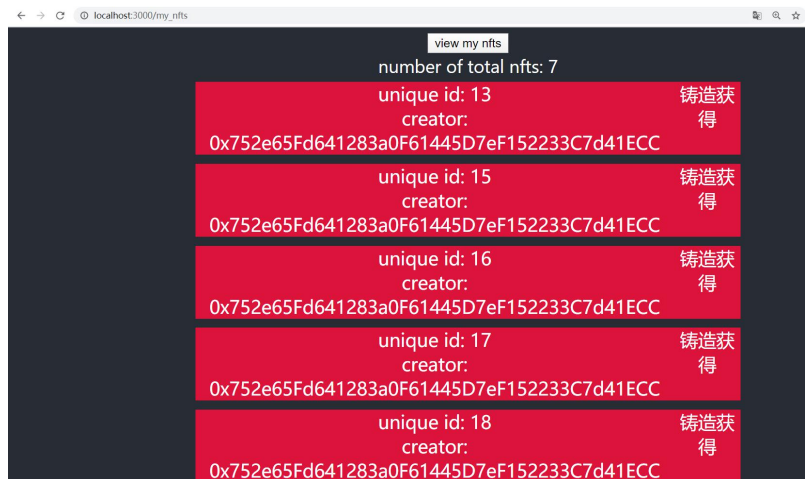 localhost:3000/my_nfts
view my nfts
number of total nfts: 7
unique id: 13
creator:
0x752e65Fd641283a0F61445D7eF152233C7d41ECC
铸造获
得
unique id: 15
creator:
0x752e65Fd641283a0F61445D7eF152233C7d41ECC
铸造获
得
unique id: 16
creator:
0x752e65Fd641283a0F61445D7eF152233C7d41ECC
铸造获
得
unique id: 17
creator:
0x752e65Fd641283a0F61445D7eF152233C7d41ECC
铸造获
得
unique id: 18
creator:
0x752e65Fd641283a0F61445D7eF152233C7d41ECC
铸造获
得